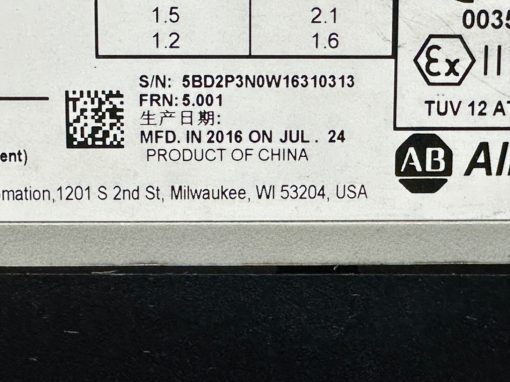 1.5 2.1
1.2 1.6
0035
Ex II
TÜV 12 AT
S/N: 5BD2P3N0W16310313
FRN: 5.001
生产日期:
MFD. IN 2016 ON JUL . 24
PRODUCT OF CHINA
ent)
AB Al
mation,1201 S 2nd St, Milwaukee, WI 53204, USA